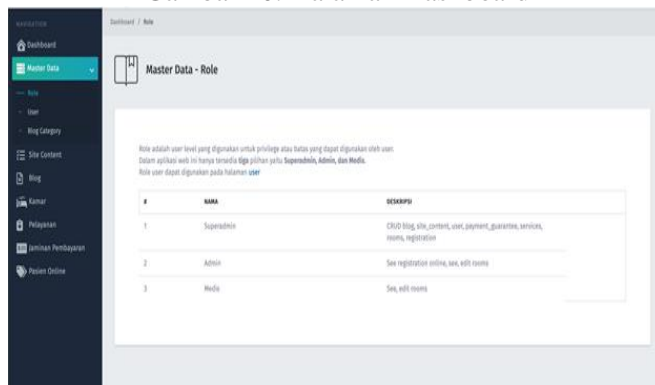 NAVIGATION
Dashboard
Master Data
Role
User
Blog Category
Site Content
Blog
Kamar
Pelayanan
Jaminan Pembayaran
Pasien Online
Dashboard / Role
Master Data - Role
Role adalah user level yang digunakan untuk privilege atau batas yang dapat digunakan oleh user.
Dalam aplikasi web ini hanya tersedia tiga pilihan yaitu Superadmin, Admin, dan Medis.
Role user dapat digunakan pada halaman user
# NAMA DESKRIPSI
1 Superadmin CRUD blog, site_content, user, payment_guarantee, services,
rooms, registration
2 Admin See registration online, see, edit rooms
3 Medis See, edit rooms